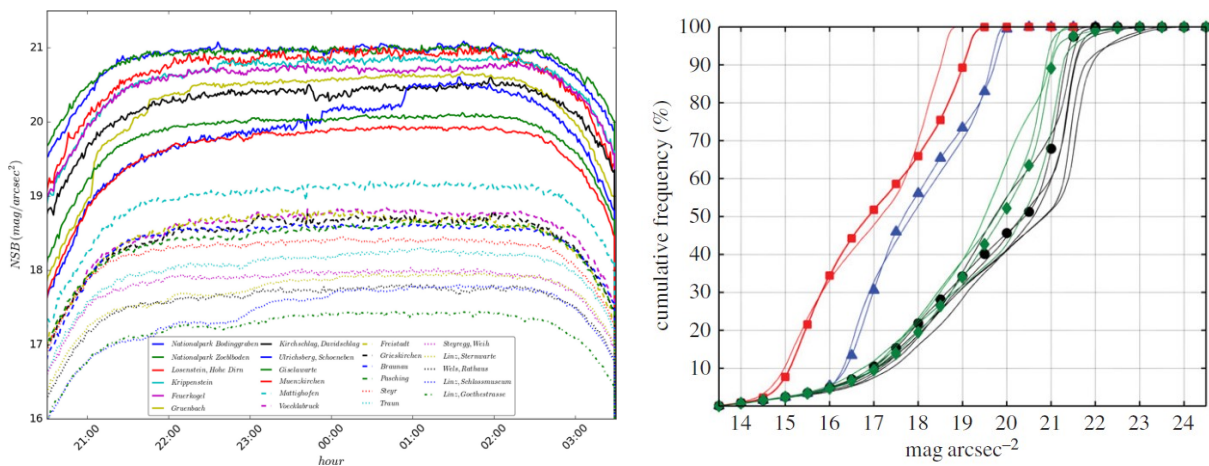 21
20
19
18
17
16
NSB(mag/arcsec²)
Nationalpark Bodinggraben
Nationalpark Zoeblboden
Losenstein, Hohe Dirn
Krippenstein
Feuerkogel
Gruenbach
Kirchschlag, Davidschlag
Ulrichsberg, Schoeneben
Giselawarte
Muenzkirchen
Mattighofen
Voecklabruck
Freistadt
Grieskirchen
Braunau
Pasching
Steyr
Traun
Steyregg, Weih
Linz, Sternwarte
Wels, Rathaus
Linz, Schlossmuseum
Linz, Goethestrasse
21:00 22:00 23:00 00:00 01:00 02:00 03:00
hour
100
90
80
70
60
50
40
30
20
10
0
cumulative frequency (%)
14 15 16 17 18 19 20 21 22 23 24
mag arcsec⁻²